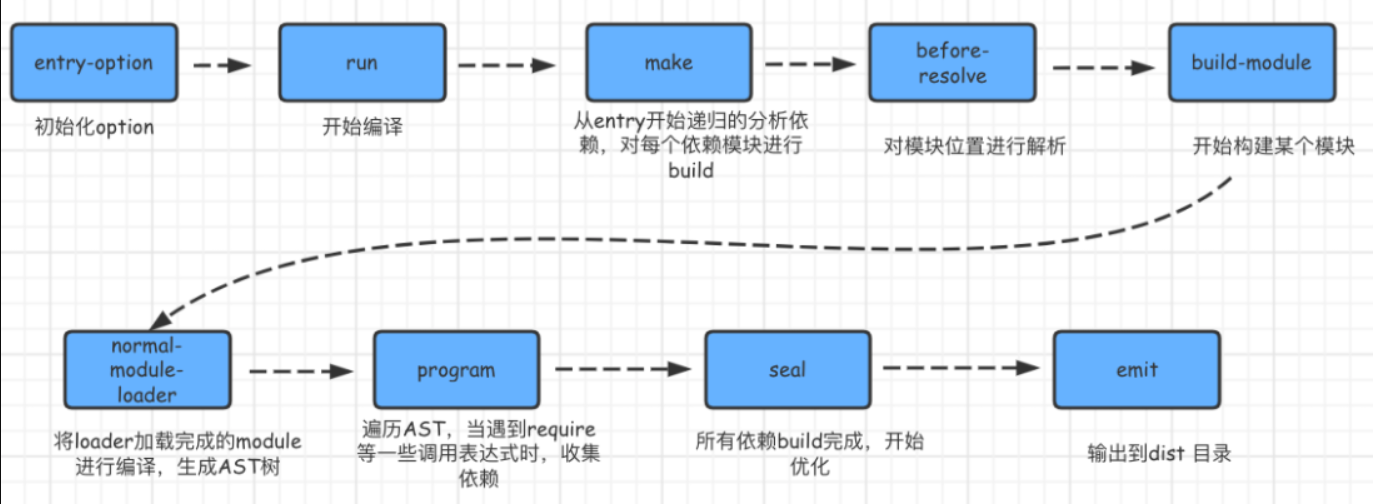 entry-option
run
make
before-
resolve
build-module
初始化option
开始编译
从entry开始递归的分析依
赖，对每个依赖模块进行
build
对模块位置进行解析
开始构建某个模块
normal-
module-
loader
program
seal
emit
将loader加载完成的module
进行编译，生成AST树
遍历AST，当遇到require
等一些调用表达式时，收集
依赖
所有依赖build完成，开始
优化
输出到dist 目录